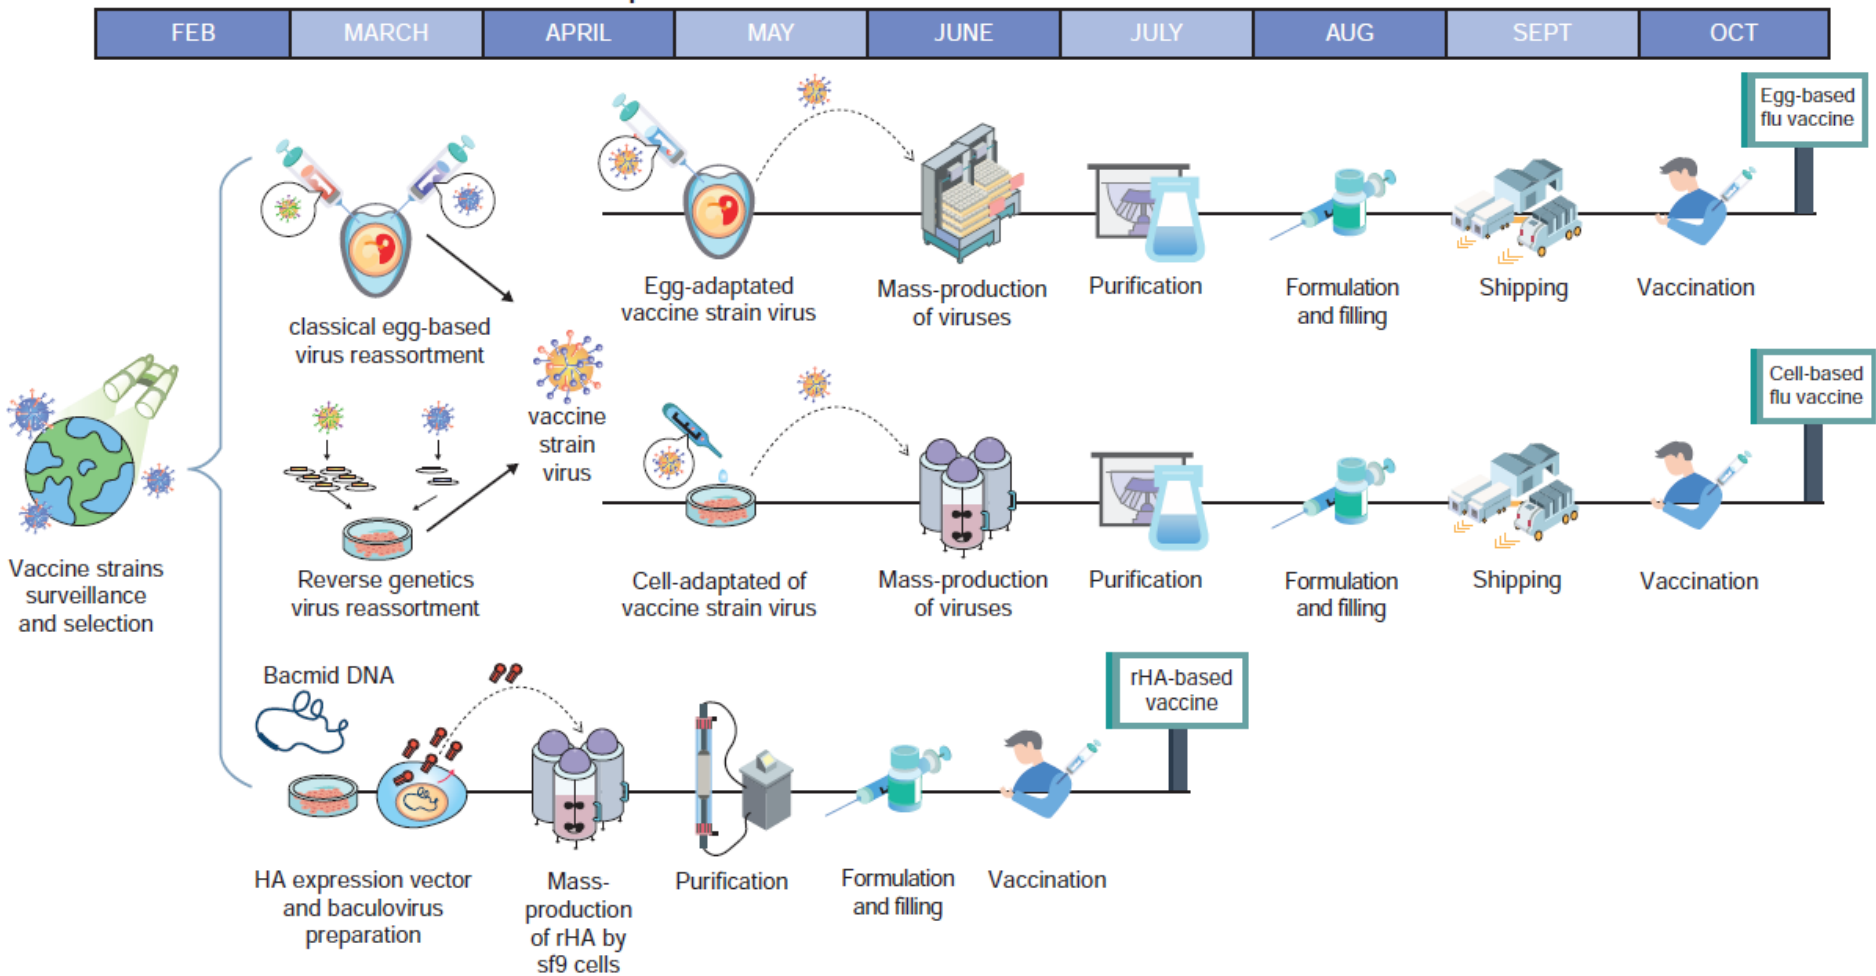 FEB
MARCH
APRIL
MAY
JUNE
JULY
AUG
SEPT
OCT
Egg-based
flu vaccine
classical egg-based
virus reassortment
Egg-adaptated
vaccine strain virus
Mass-production
of viruses
Purification
Formulation
and filling
Shipping
Vaccination
vaccine
strain
virus
Cell-based
flu vaccine
Vaccine strains
surveillance
and selection
Reverse genetics
virus reassortment
Cell-adaptated of
vaccine strain virus
Mass-production
of viruses
Purification
Formulation
and filling
Shipping
Vaccination
Bacmid DNA
rHA-based
vaccine
HA expression vector
and baculovirus
preparation
Mass-
production
of rHA by
sf9 cells
Purification
Formulation
and filling
Vaccination